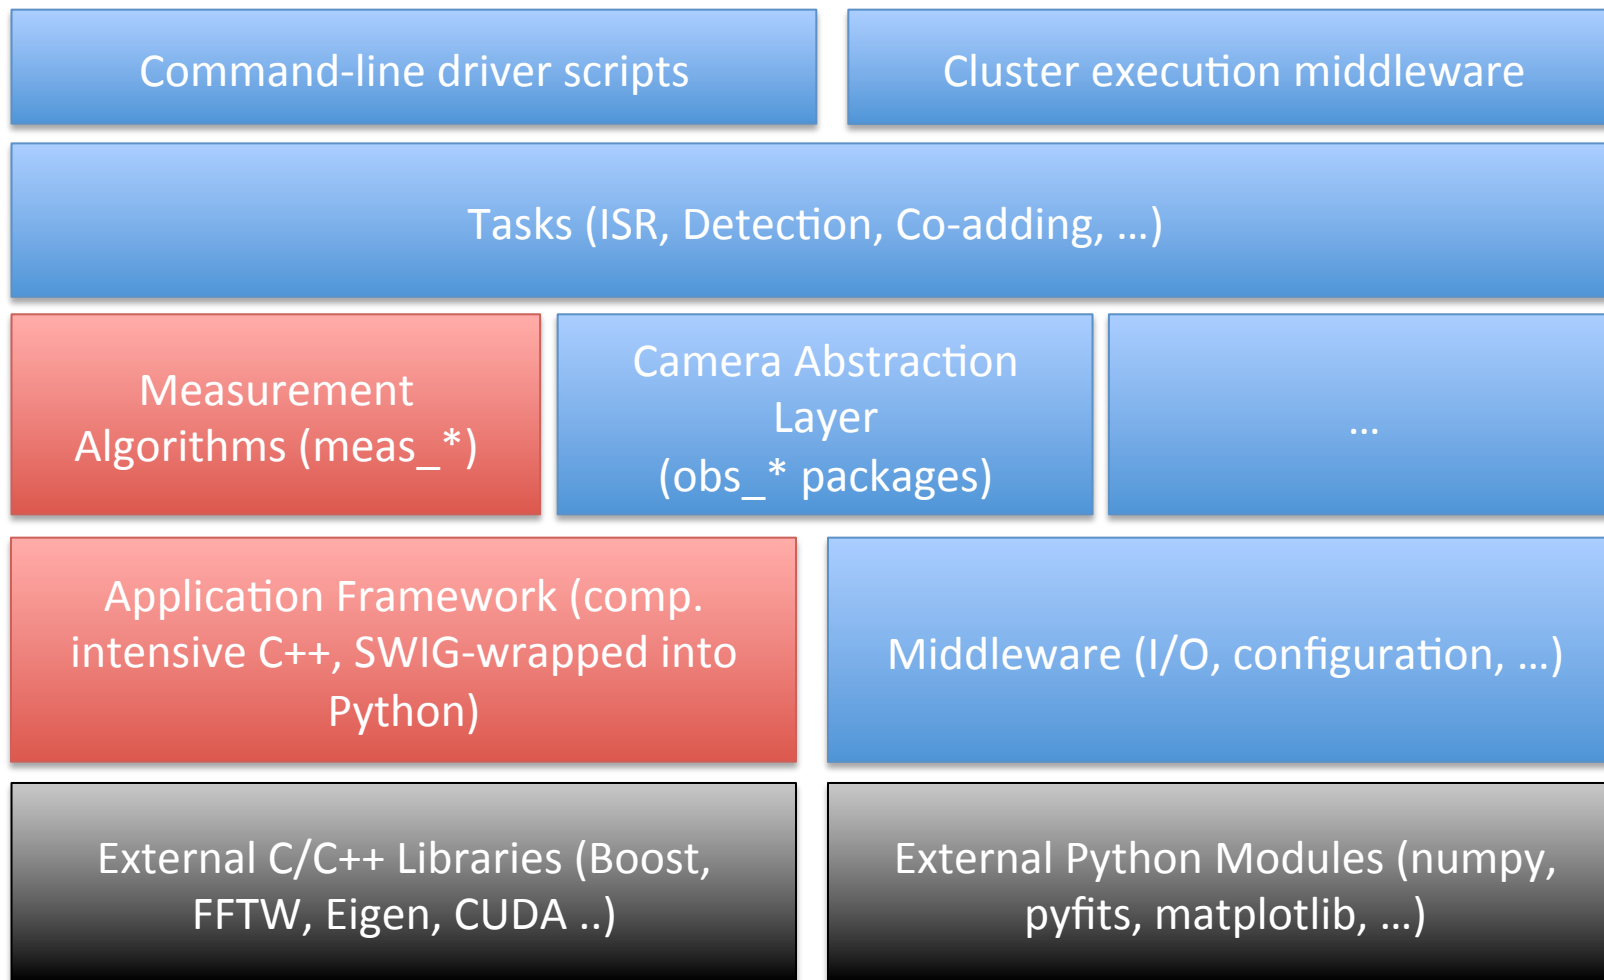 Command-line driver scripts
Cluster execution middleware
Tasks (ISR, Detection, Co-adding, …)
Measurement
Algorithms (meas_*)
Camera Abstraction
Layer
(obs_* packages)
…
Application Framework (comp.
intensive C++, SWIG-wrapped into
Python)
Middleware (I/O, configuration, …)
External C/C++ Libraries (Boost,
FFTW, Eigen, CUDA ..)
External Python Modules (numpy,
pyfits, matplotlib, …)